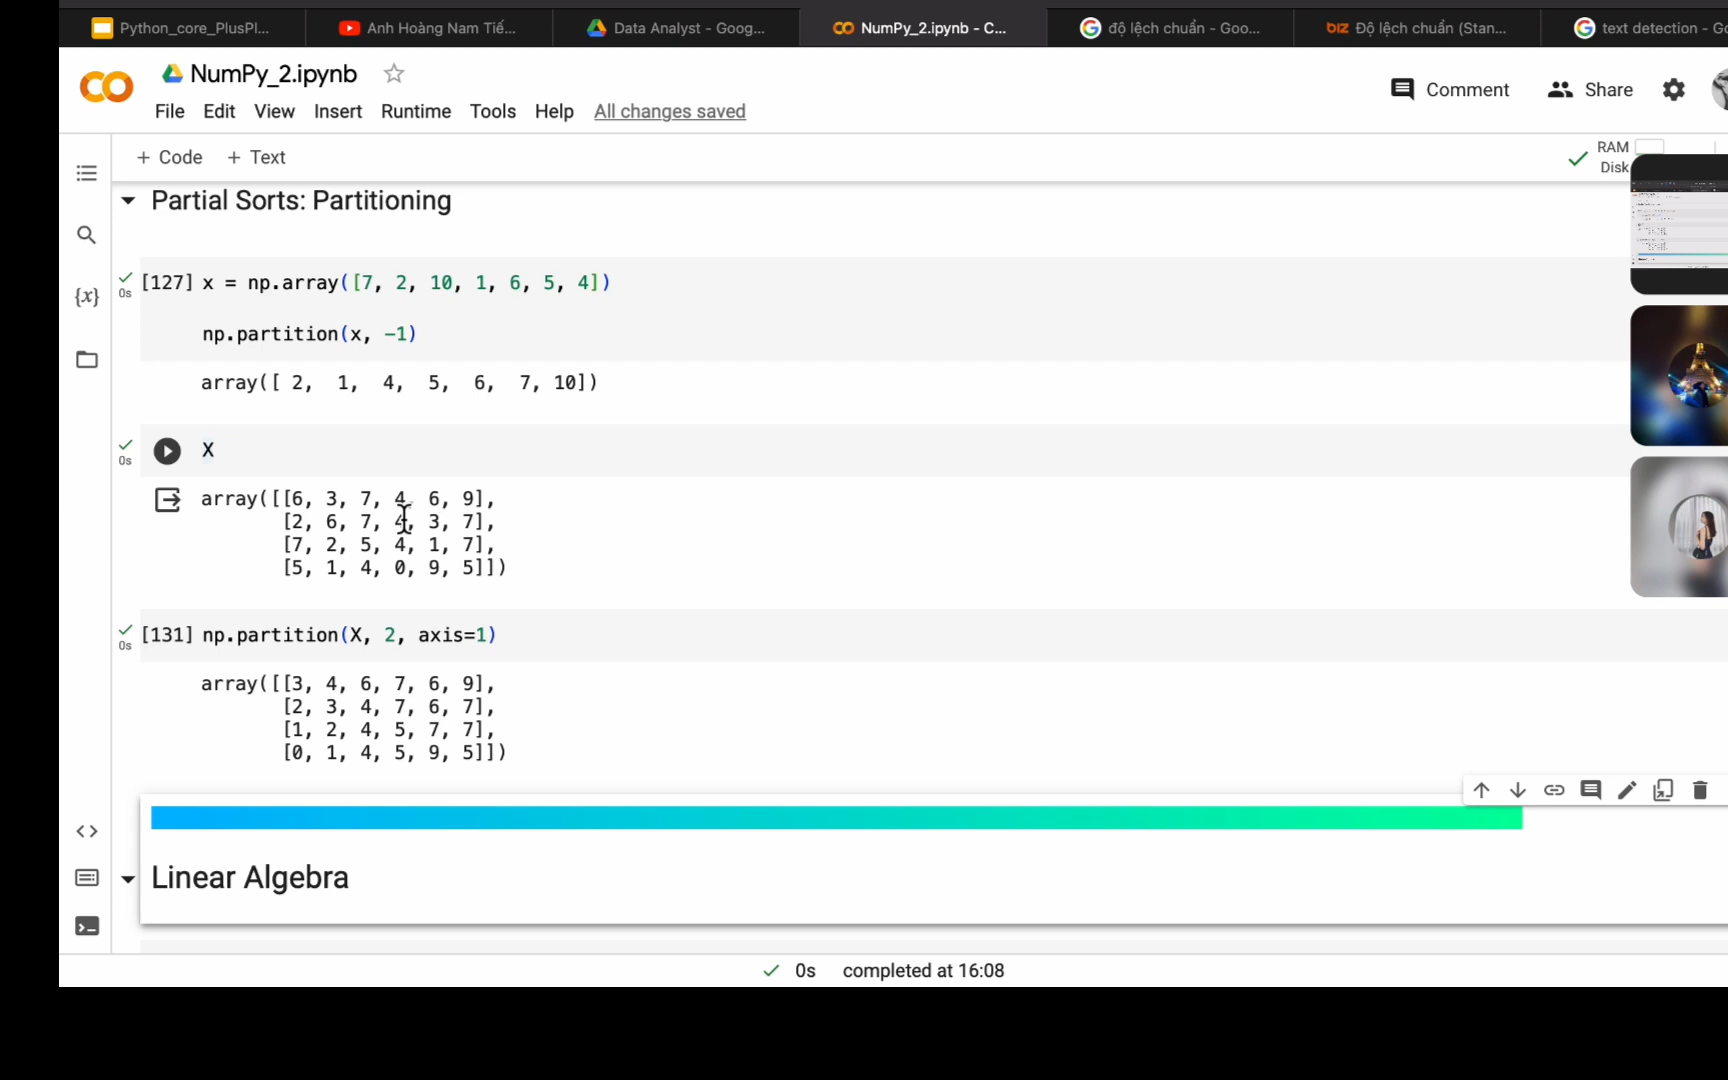 Python_core_PlusPl...
Anh Hoàng Nam Tiế...
Data Analyst - Goog...
NumPy_2.ipynb - C...
độ lệch chuẩn - Goo...
biz Độ lệch chuẩn (Stan...
text detection - Go
NumPy_2.ipynb
Comment
Share
File Edit View Insert Runtime Tools Help All changes saved
+ Code + Text
RAM
Disk
Partial Sorts: Partitioning
{x}
[127] x = np.array([7, 2, 10, 1, 6, 5, 4])
0s
np.partition(x, -1)
array([ 2, 1, 4, 5, 6, 7, 10])
X
0s
array([[6, 3, 7, 4, 6, 9],
[2, 6, 7, 4, 3, 7],
[7, 2, 5, 4, 1, 7],
[5, 1, 4, 0, 9, 5]])
[131] np.partition(X, 2, axis=1)
0s
array([[3, 4, 6, 7, 6, 9],
[2, 3, 4, 7, 6, 7],
[1, 2, 4, 5, 7, 7],
[0, 1, 4, 5, 9, 5]])
Linear Algebra
0s completed at 16:08